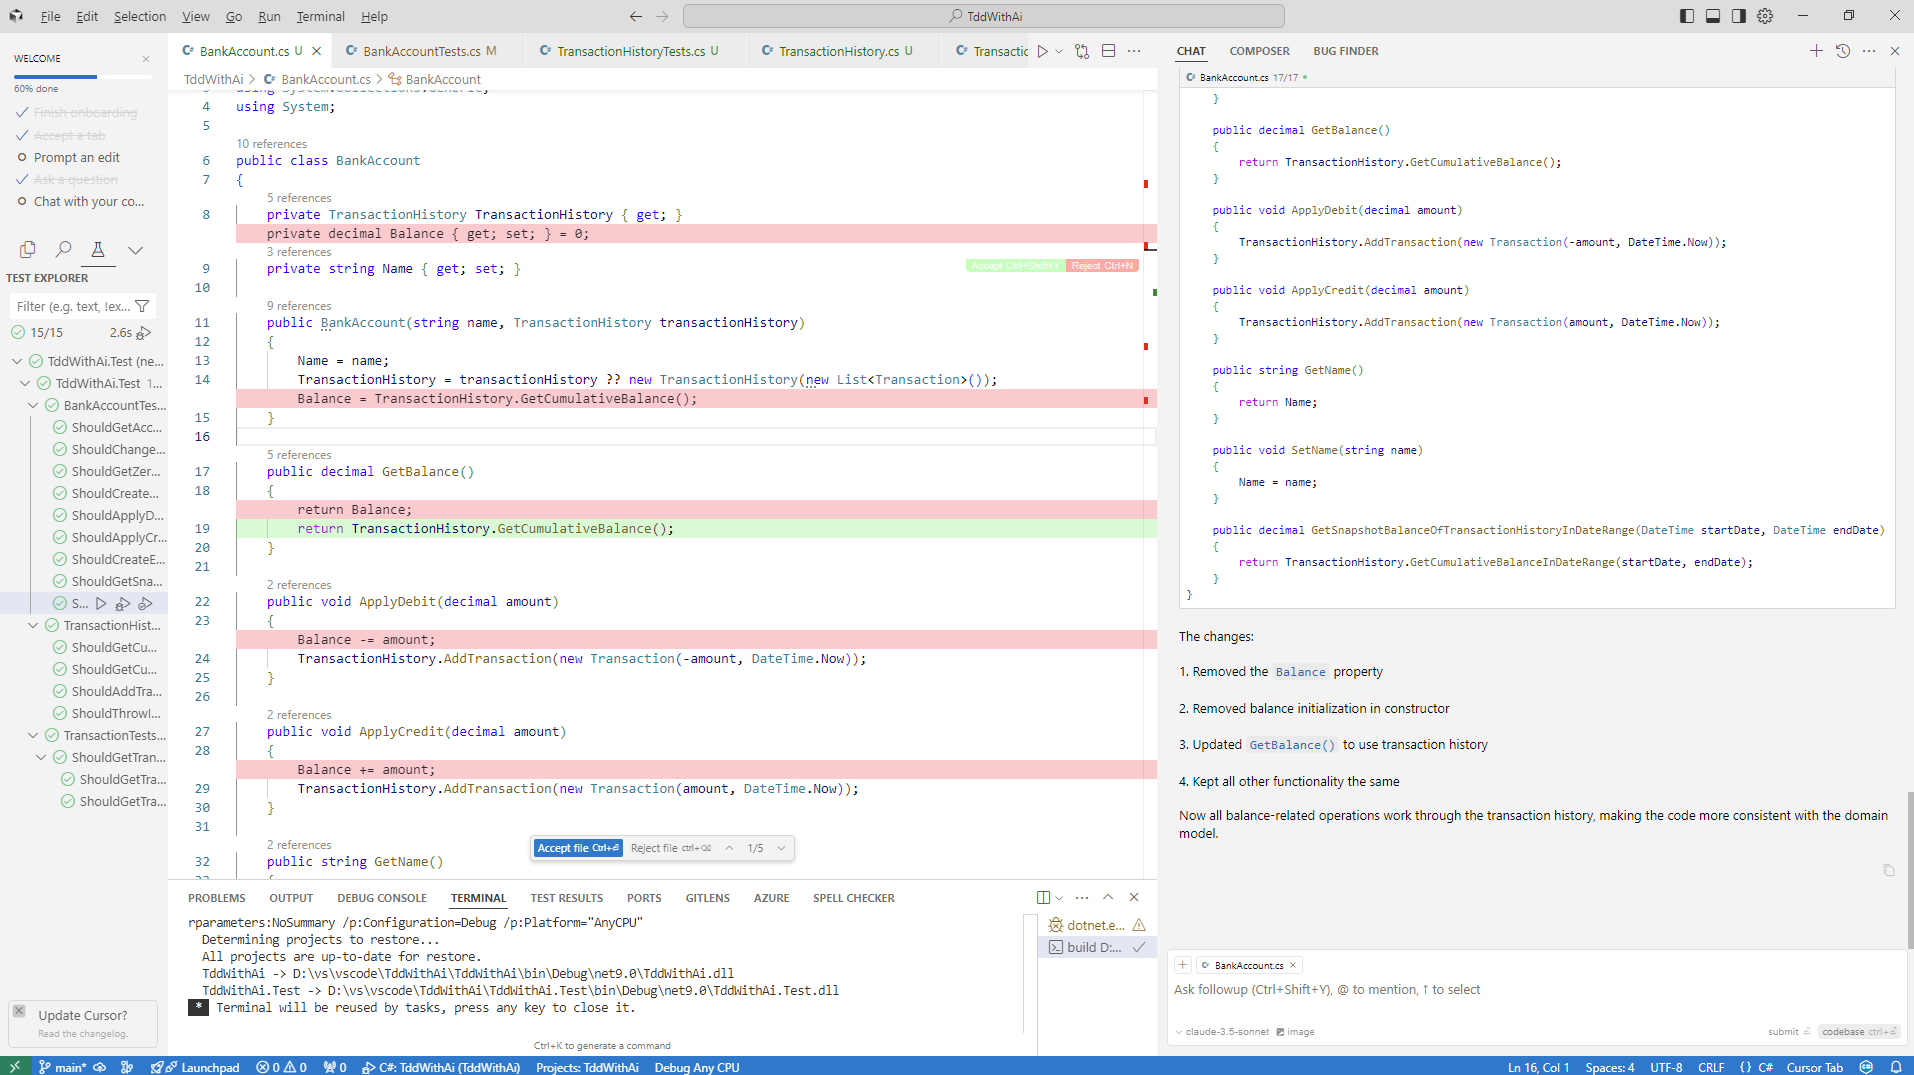 File Edit Selection View Go Run Terminal Help
TddWithAi
WELCOME
60% done
Finish onboarding
Accept a tab
Prompt an edit
Ask a question
Chat with your co...
TEST EXPLORER
Filter (e.g. text, !ex...
15/15 2.6s
TddWithAi.Test (ne...
TddWithAi.Test 1...
BankAccountTes...
ShouldGetAcc...
ShouldChange...
ShouldGetZer...
ShouldCreate...
ShouldApplyD...
ShouldApplyCr...
ShouldCreateE...
ShouldGetSna...
S...
TransactionHist...
ShouldGetCu...
ShouldGetCu...
ShouldAddTra...
ShouldThrowI...
TransactionTests...
ShouldGetTran...
ShouldGetTra...
ShouldGetTra...
Update Cursor?
Read the changelog.
BankAccount.cs U BankAccountTests.cs M TransactionHistoryTests.cs U TransactionHistory.cs U Transactic
TddWithAi > BankAccount.cs > BankAccount
3 using System.Collections.Generic;
4 using System;
5
10 references
6 public class BankAccount
7 {
5 references
8 private TransactionHistory TransactionHistory { get; }
private decimal Balance { get; set; } = 0;
3 references
9 private string Name { get; set; }
Accept Ctrl+Shift+Y Reject Ctrl+N
10
9 references
11 public BankAccount(string name, TransactionHistory transactionHistory)
12 {
13 Name = name;
14 TransactionHistory = transactionHistory ?? new TransactionHistory(new List<Transaction>());
Balance = TransactionHistory.GetCumulativeBalance();
15 }
16
5 references
17 public decimal GetBalance()
18 {
return Balance;
19 return TransactionHistory.GetCumulativeBalance();
20 }
21
2 references
22 public void ApplyDebit(decimal amount)
23 {
Balance -= amount;
24 TransactionHistory.AddTransaction(new Transaction(-amount, DateTime.Now));
25 }
26
2 references
27 public void ApplyCredit(decimal amount)
28 {
Balance += amount;
29 TransactionHistory.AddTransaction(new Transaction(amount, DateTime.Now));
30 }
31
2 references
32 public string GetName()
33 {
Accept file Ctrl+⏎ Reject file ctrl+⌫ 1/5
PROBLEMS OUTPUT DEBUG CONSOLE TERMINAL TEST RESULTS PORTS GITLENS AZURE SPELL CHECKER
rparameters:NoSummary /p:Configuration=Debug /p:Platform="AnyCPU"
Determining projects to restore...
All projects are up-to-date for restore.
TddWithAi -> D:\vs\vscode\TddWithAi\TddWithAi\bin\Debug\net9.0\TddWithAi.dll
TddWithAi.Test -> D:\vs\vscode\TddWithAi\TddWithAi.Test\bin\Debug\net9.0\TddWithAi.Test.dll
* Terminal will be reused by tasks, press any key to close it.
Ctrl+K to generate a command
dotnet.e...
build D:...
CHAT COMPOSER BUG FINDER
BankAccount.cs 17/17
}
public decimal GetBalance()
{
return TransactionHistory.GetCumulativeBalance();
}
public void ApplyDebit(decimal amount)
{
TransactionHistory.AddTransaction(new Transaction(-amount, DateTime.Now));
}
public void ApplyCredit(decimal amount)
{
TransactionHistory.AddTransaction(new Transaction(amount, DateTime.Now));
}
public string GetName()
{
return Name;
}
public void SetName(string name)
{
Name = name;
}
public decimal GetSnapshotBalanceOfTransactionHistoryInDateRange(DateTime startDate, DateTime endDate)
{
return TransactionHistory.GetCumulativeBalanceInDateRange(startDate, endDate);
}
}
The changes:
1. Removed the Balance property
2. Removed balance initialization in constructor
3. Updated GetBalance() to use transaction history
4. Kept all other functionality the same
Now all balance-related operations work through the transaction history, making the code more consistent with the domain
model.
+ BankAccount.cs ×
Ask followup (Ctrl+Shift+Y), @ to mention, ↑ to select
claude-3.5-sonnet image submit ⏎ codebase ctrl+⏎
main* Launchpad 0 0 0 C#: TddWithAi (TddWithAi) Projects: TddWithAi Debug Any CPU Ln 16, Col 1 Spaces: 4 UTF-8 CRLF {} C# Cursor Tab